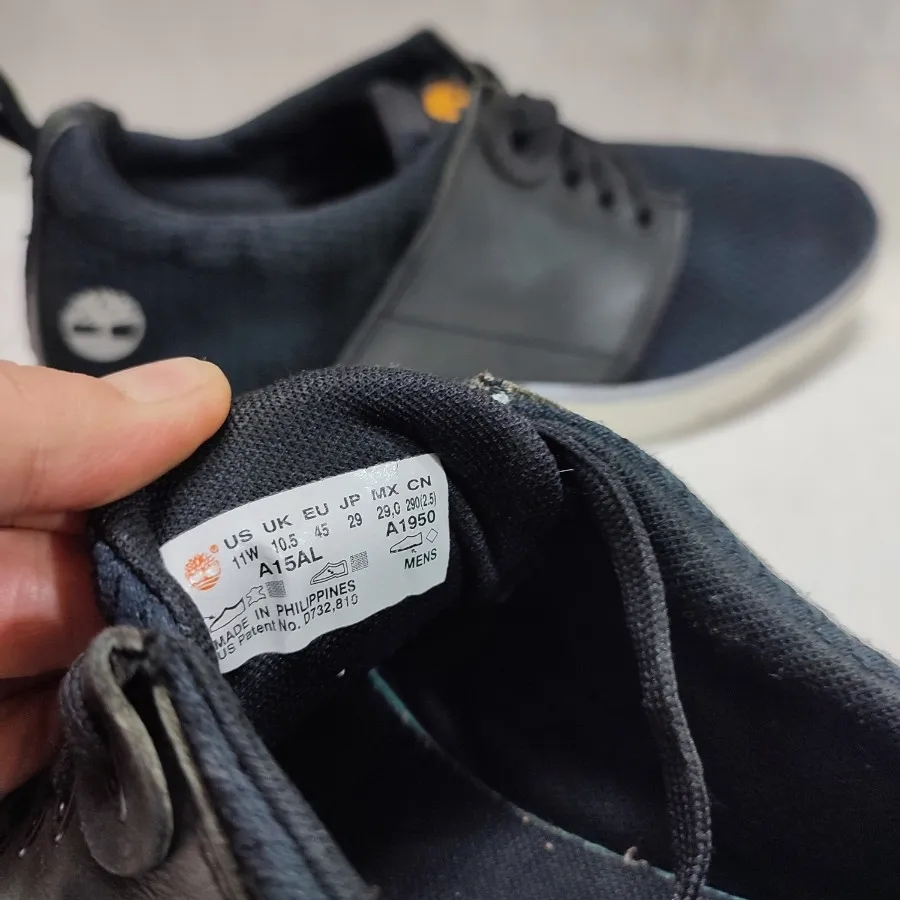 US UK EU JP MX CN
11W 10.5 45 29 29,0 290(2.5)
A15AL A1950
MENS
MADE IN PHILIPPINES
US Patent No. D732,810